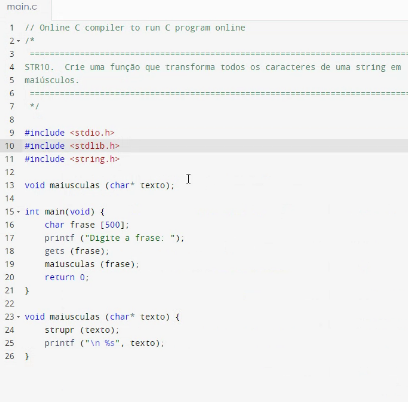 main.c
1 // Online C compiler to run C program online
2 /*
3 ================================================================================
4 STR10. Crie uma função que transforma todos os caracteres de uma string em
5 maiúsculos.
6 ================================================================================
7 */
8
9 #include <stdio.h>
10 #include <stdlib.h>
11 #include <string.h>
12
13 void maiusculas (char* texto);
14
15 int main(void) {
16 char frase [500];
17 printf ("Digite a frase: ");
18 gets (frase);
19 maiusculas (frase);
20 return 0;
21 }
22
23 void maiusculas (char* texto) {
24 strupr (texto);
25 printf ("\n %s", texto);
26 }